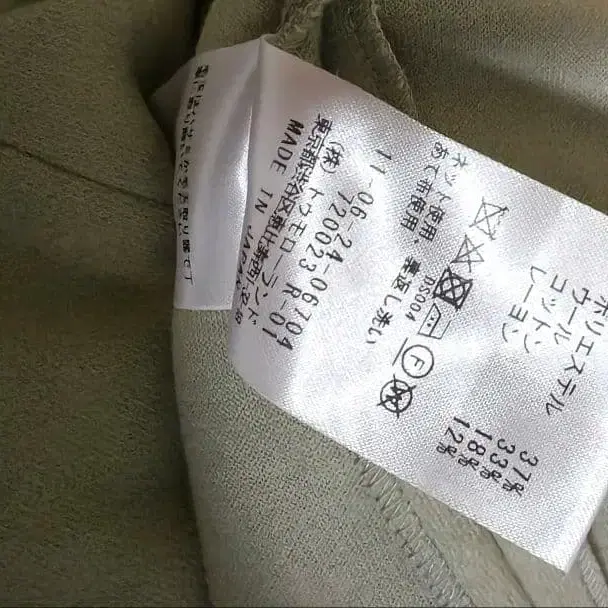 ポリエステル 37%
ウール 33%
コットン 18%
レーヨン 12%
DS004
F
ネット使用、裏返し洗い
あて布使用、
11-06-24-06704
720023 R-01
(株) トゥモローランド
東京都渋谷区
MADE IN JAPAN